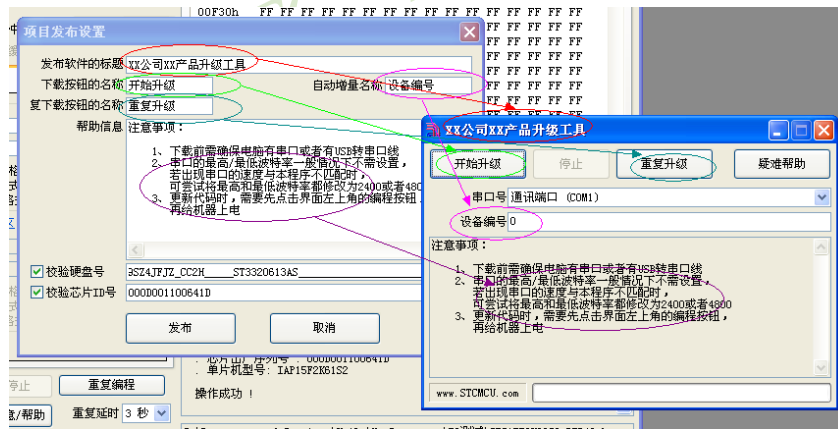 00F30h FF FF FF FF FF FF FF FF FF FF FF FF FF FF FF FF
项目发布设置
发布软件的标题 XX公司XX产品升级工具
下载按钮的名称 开始升级 自动增量名称 设备编号
复下载按钮的名称 重复升级
帮助信息 注意事项:
1、下载前需确保电脑有串口或者有USB转串口线
2、串口的最高/最低波特率一般情况下不需设置,
若出现串口的速度与本程序不匹配时,
可尝试将最高和最低波特率都修改为2400或者480
3、更新代码时,需要先点击界面左上角的编程按钮,
再给机器上电
校验硬盘号 9SZ4JFJZ_CC2H_____ST3320613AS
校验芯片ID号 000D001100641D
发布 取消
XX公司XX产品升级工具
开始升级 停止 重复升级 疑难帮助
串口号 通讯端口 (COM1)
设备编号 0
注意事项:
1、下载前需确保电脑有串口或者有USB转串口线
2、串口的最高/最低波特率一般情况下不需设置,
若出现串口的速度与本程序不匹配时,
可尝试将最高和最低波特率都修改为2400或者4800
3、更新代码时,需要先点击界面左上角的编程按钮,
再给机器上电
www.STCMCU.com
. 芯片出厂序列号 : 000D001100641D
. 单片机型号: IAP15F2K61S2
操作成功 !
停止 重复编程
/帮助 重复延时 3 秒